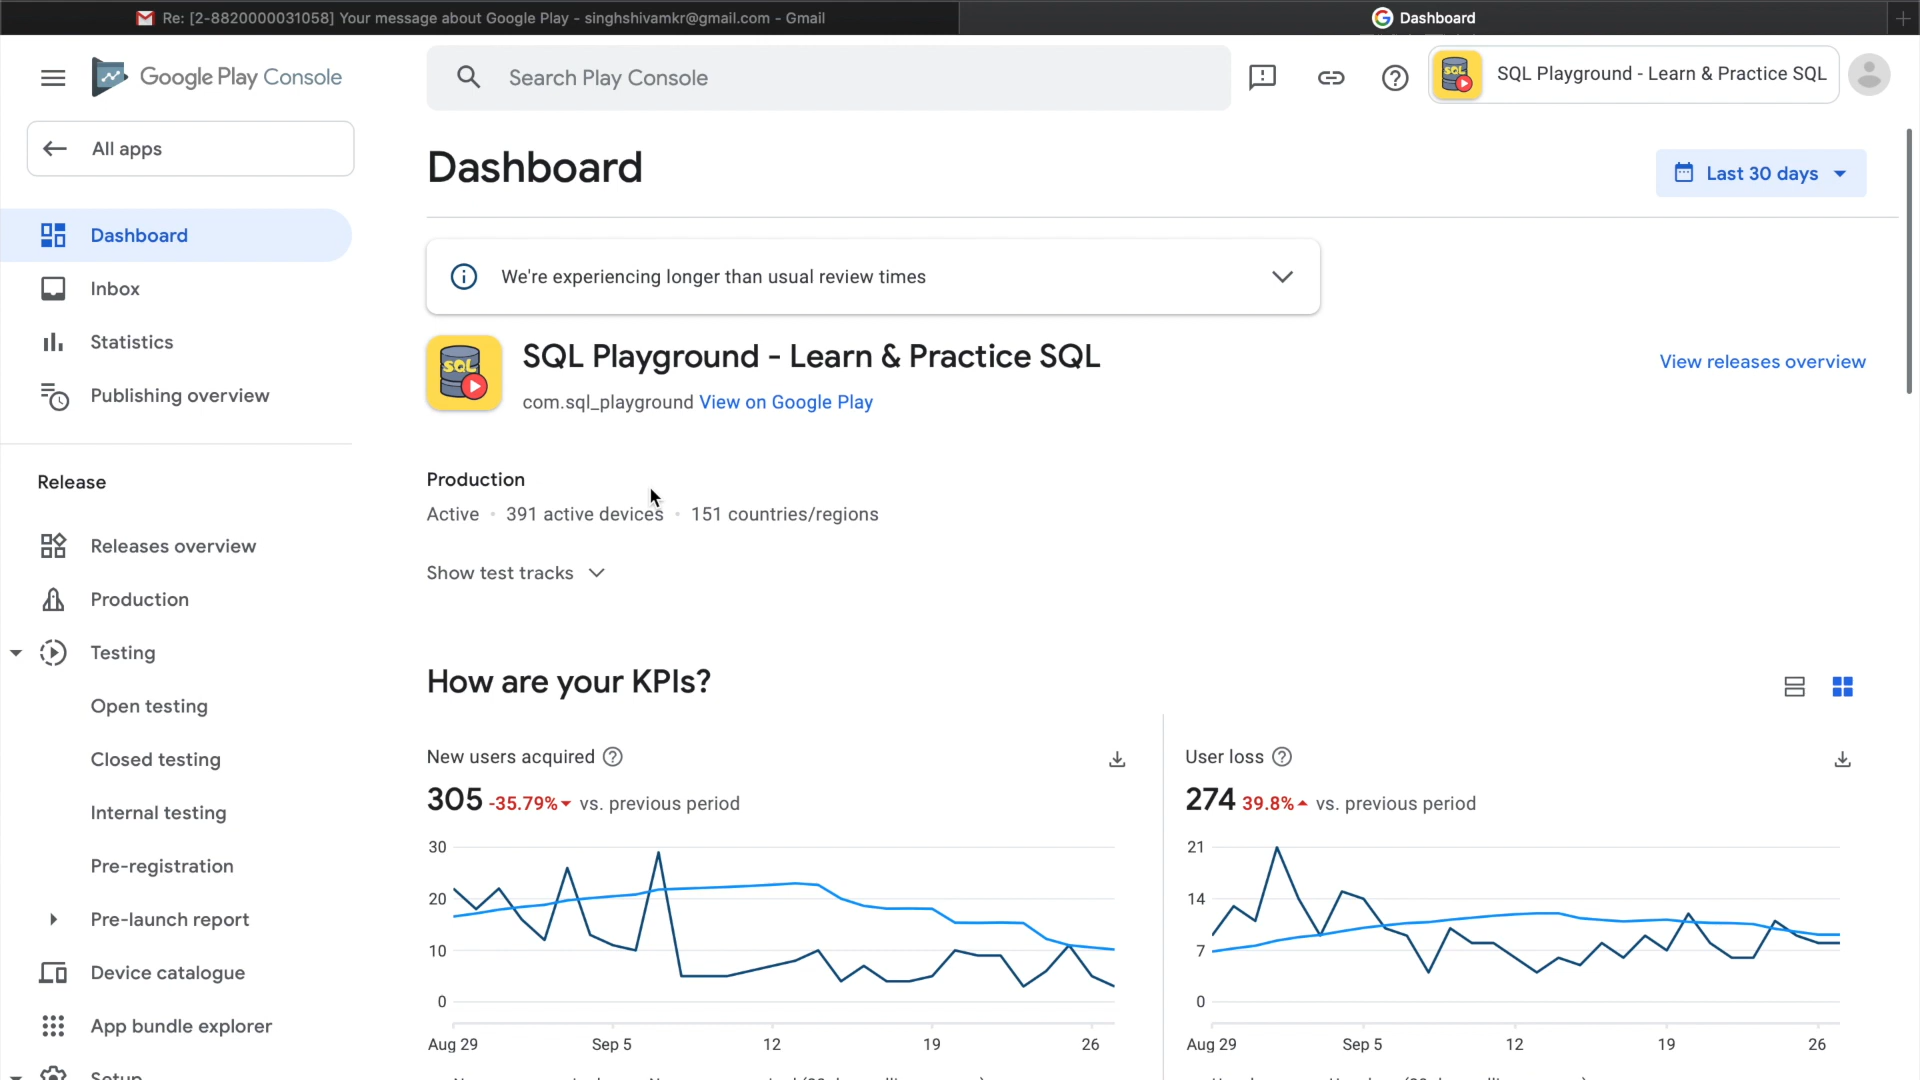 Re: [2-8820000031058] Your message about Google Play - singhshivamkr@gmail.com - Gmail
Dashboard
Google Play Console
Search Play Console
SQL Playground - Learn & Practice SQL
All apps
Dashboard
Inbox
Statistics
Publishing overview
Release
Releases overview
Production
Testing
Open testing
Closed testing
Internal testing
Pre-registration
Pre-launch report
Device catalogue
App bundle explorer
Setup
Dashboard
Last 30 days
We're experiencing longer than usual review times
SQL
SQL Playground - Learn & Practice SQL
com.sql_playground View on Google Play
View releases overview
Production
Active • 391 active devices • 151 countries/regions
Show test tracks
How are your KPIs?
New users acquired
305 -35.79% vs. previous period
30
20
10
0
Aug 29 Sep 5 12 19 26
User loss
274 39.8% vs. previous period
21
14
7
0
Aug 29 Sep 5 12 19 26